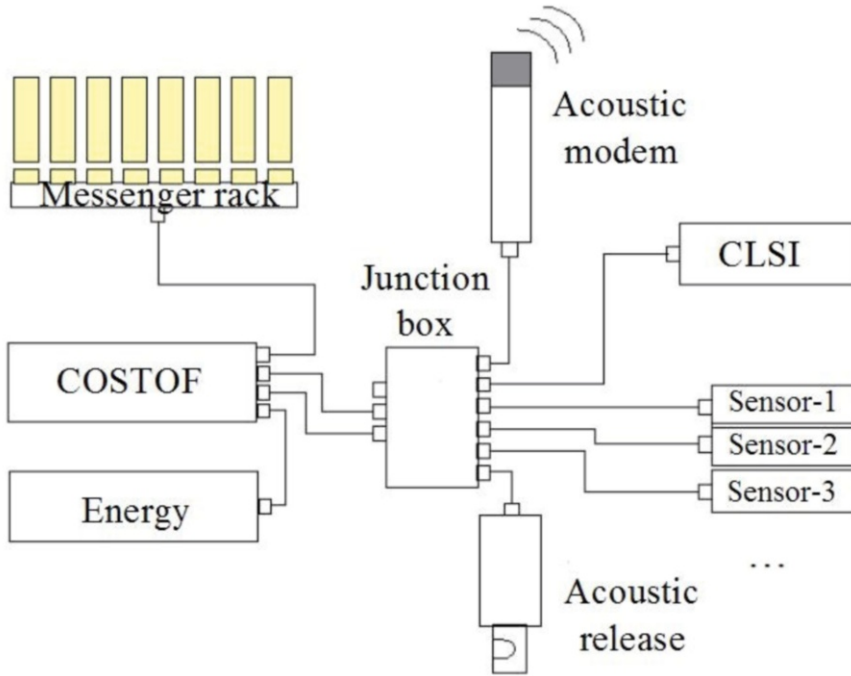 Acoustic
modem
Messenger rack
CLSI
Junction
box
COSTOF
Sensor-1
Sensor-2
Sensor-3
Energy
...
Acoustic
release